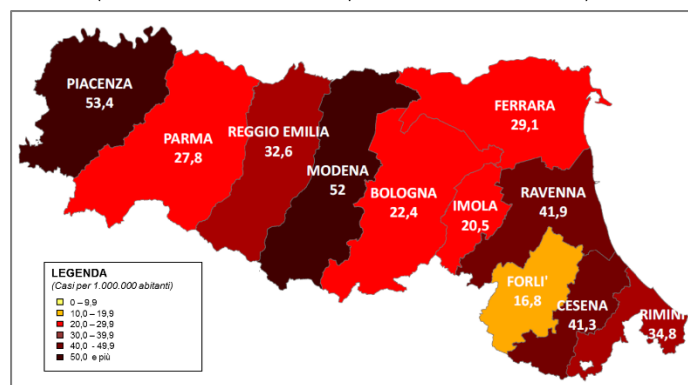 PIACENZA
53,4
PARMA
27,8
REGGIO EMILIA
32,6
MODENA
52
BOLOGNA
22,4
IMOLA
20,5
FERRARA
29,1
RAVENNA
41,9
FORLI'
16,8
CESENA
41,3
RIMINI
34,8
LEGENDA
(Casi per 1.000.000 abitanti)
0 – 9,9
10,0 – 19,9
20,0 – 29,9
30,0 – 39,9
40,0 - 49,9
50,0 e più